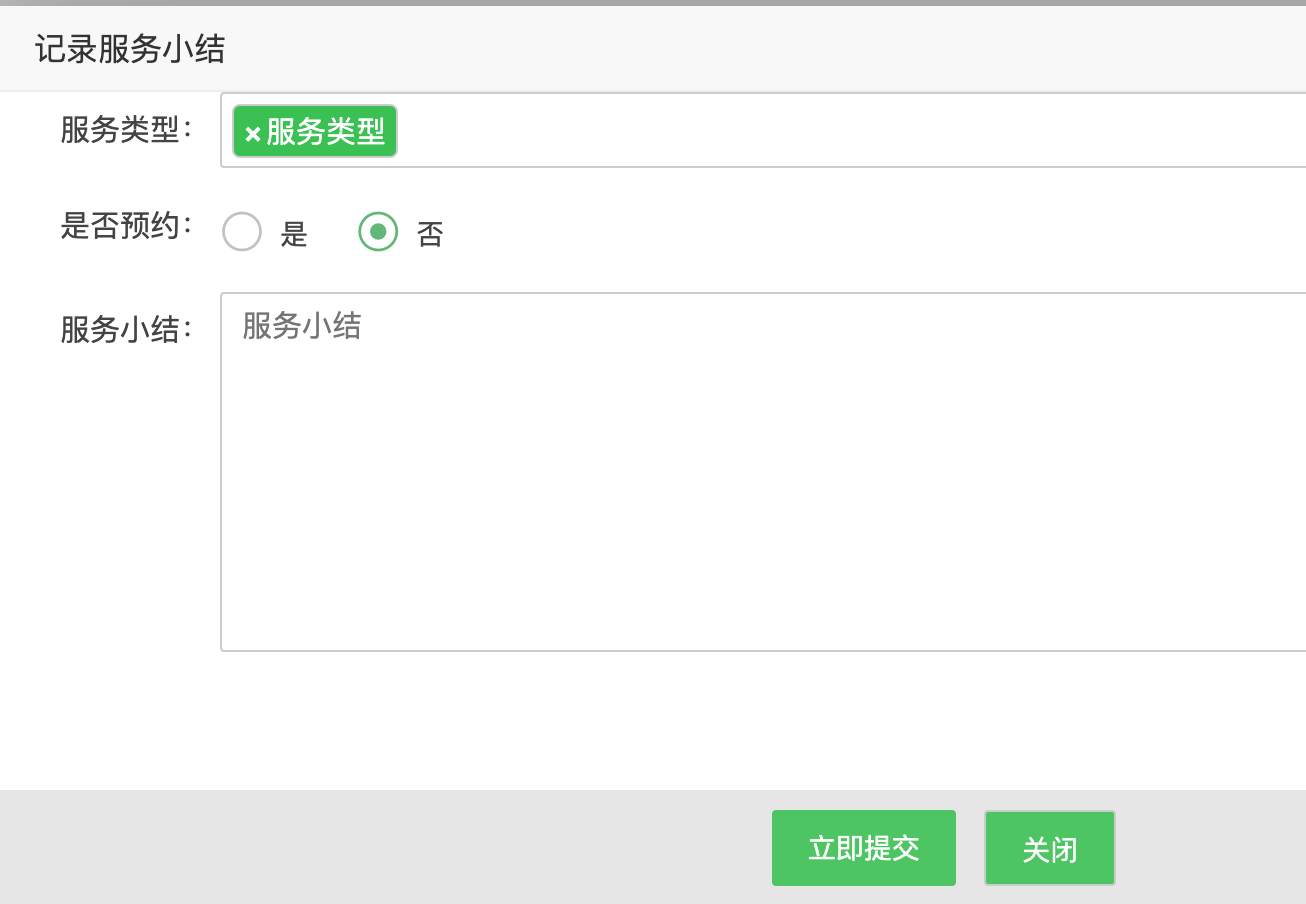 记录服务小结
服务类型：
×服务类型
是否预约：
是
否
服务小结：
服务小结
立即提交
关闭